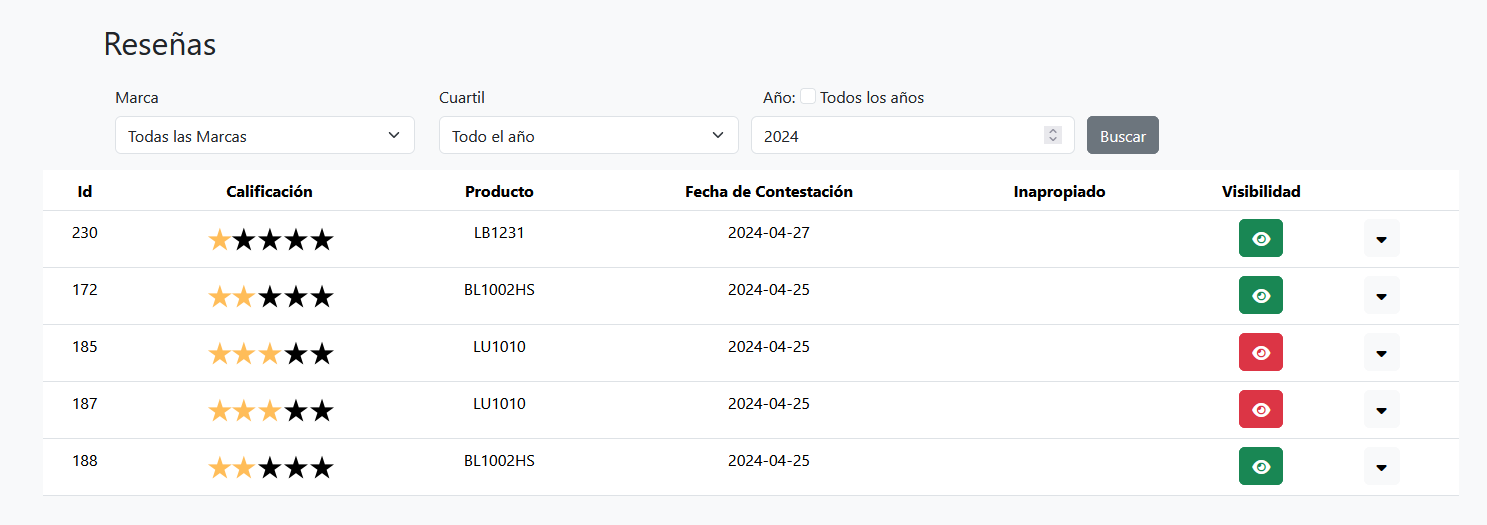 Reseñas
Marca Cuartil Año: Todos los años
Todas las Marcas Todo el año 2024 Buscar
Id Calificación Producto Fecha de Contestación Inapropiado Visibilidad
230 LB1231 2024-04-27
172 BL1002HS 2024-04-25
185 LU1010 2024-04-25
187 LU1010 2024-04-25
188 BL1002HS 2024-04-25